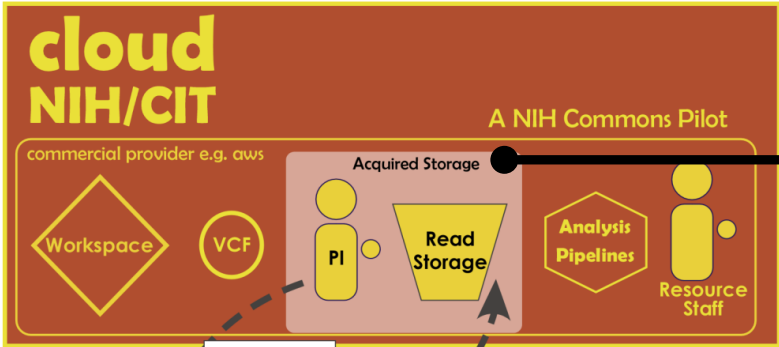 cloud
NIH/CIT
A NIH Commons Pilot
commercial provider e.g. aws
Acquired Storage
Workspace
VCF
PI
Read
Storage
Analysis
Pipelines
Resource
Staff